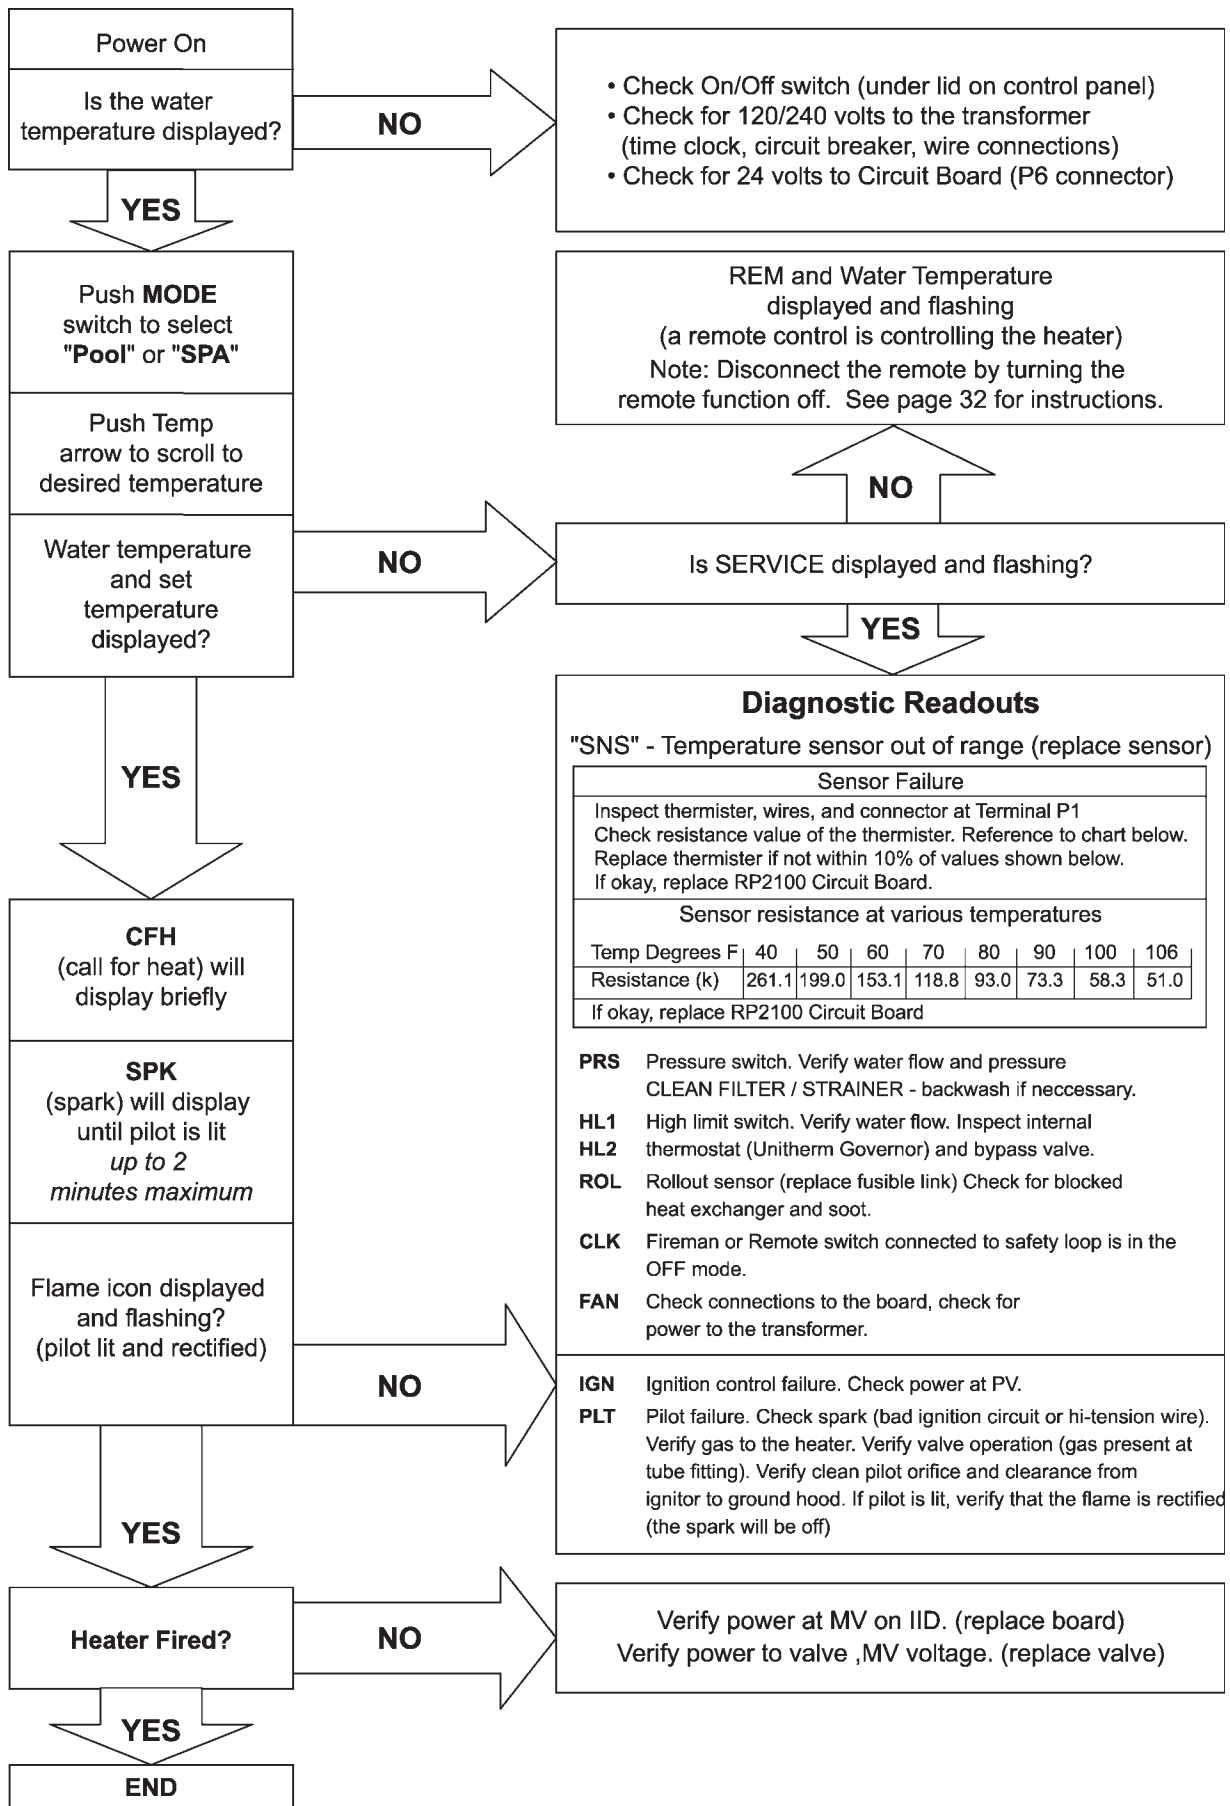 Power On
Is the water
temperature displayed?
NO
• Check On/Off switch (under lid on control panel)
• Check for 120/240 volts to the transformer
(time clock, circuit breaker, wire connections)
• Check for 24 volts to Circuit Board (P6 connector)
YES
Push MODE
switch to select
"Pool" or "SPA"
Push Temp
arrow to scroll to
desired temperature
Water temperature
and set
temperature
displayed?
NO
REM and Water Temperature
displayed and flashing
(a remote control is controlling the heater)
Note: Disconnect the remote by turning the
remote function off. See page 32 for instructions.
NO
Is SERVICE displayed and flashing?
YES
YES
Diagnostic Readouts
"SNS" - Temperature sensor out of range (replace sensor)
Sensor Failure
Inspect thermister, wires, and connector at Terminal P1
Check resistance value of the thermister. Reference to chart below.
Replace thermister if not within 10% of values shown below.
If okay, replace RP2100 Circuit Board.
Sensor resistance at various temperatures
Temp Degrees F 40 50 60 70 80 90 100 106
Resistance (k) 261.1 199.0 153.1 118.8 93.0 73.3 58.3 51.0
If okay, replace RP2100 Circuit Board
PRS Pressure switch. Verify water flow and pressure
CLEAN FILTER / STRAINER - backwash if neccessary.
HL1 High limit switch. Verify water flow. Inspect internal
HL2 thermostat (Unitherm Governor) and bypass valve.
ROL Rollout sensor (replace fusible link) Check for blocked
heat exchanger and soot.
CLK Fireman or Remote switch connected to safety loop is in the
OFF mode.
FAN Check connections to the board, check for
power to the transformer.
IGN Ignition control failure. Check power at PV.
PLT Pilot failure. Check spark (bad ignition circuit or hi-tension wire).
Verify gas to the heater. Verify valve operation (gas present at
tube fitting). Verify clean pilot orifice and clearance from
ignitor to ground hood. If pilot is lit, verify that the flame is rectified
(the spark will be off)
CFH
(call for heat) will
display briefly
SPK
(spark) will display
until pilot is lit
up to 2
minutes maximum
Flame icon displayed
and flashing?
(pilot lit and rectified)
NO
YES
Heater Fired?
NO
Verify power at MV on IID. (replace board)
Verify power to valve ,MV voltage. (replace valve)
YES
END